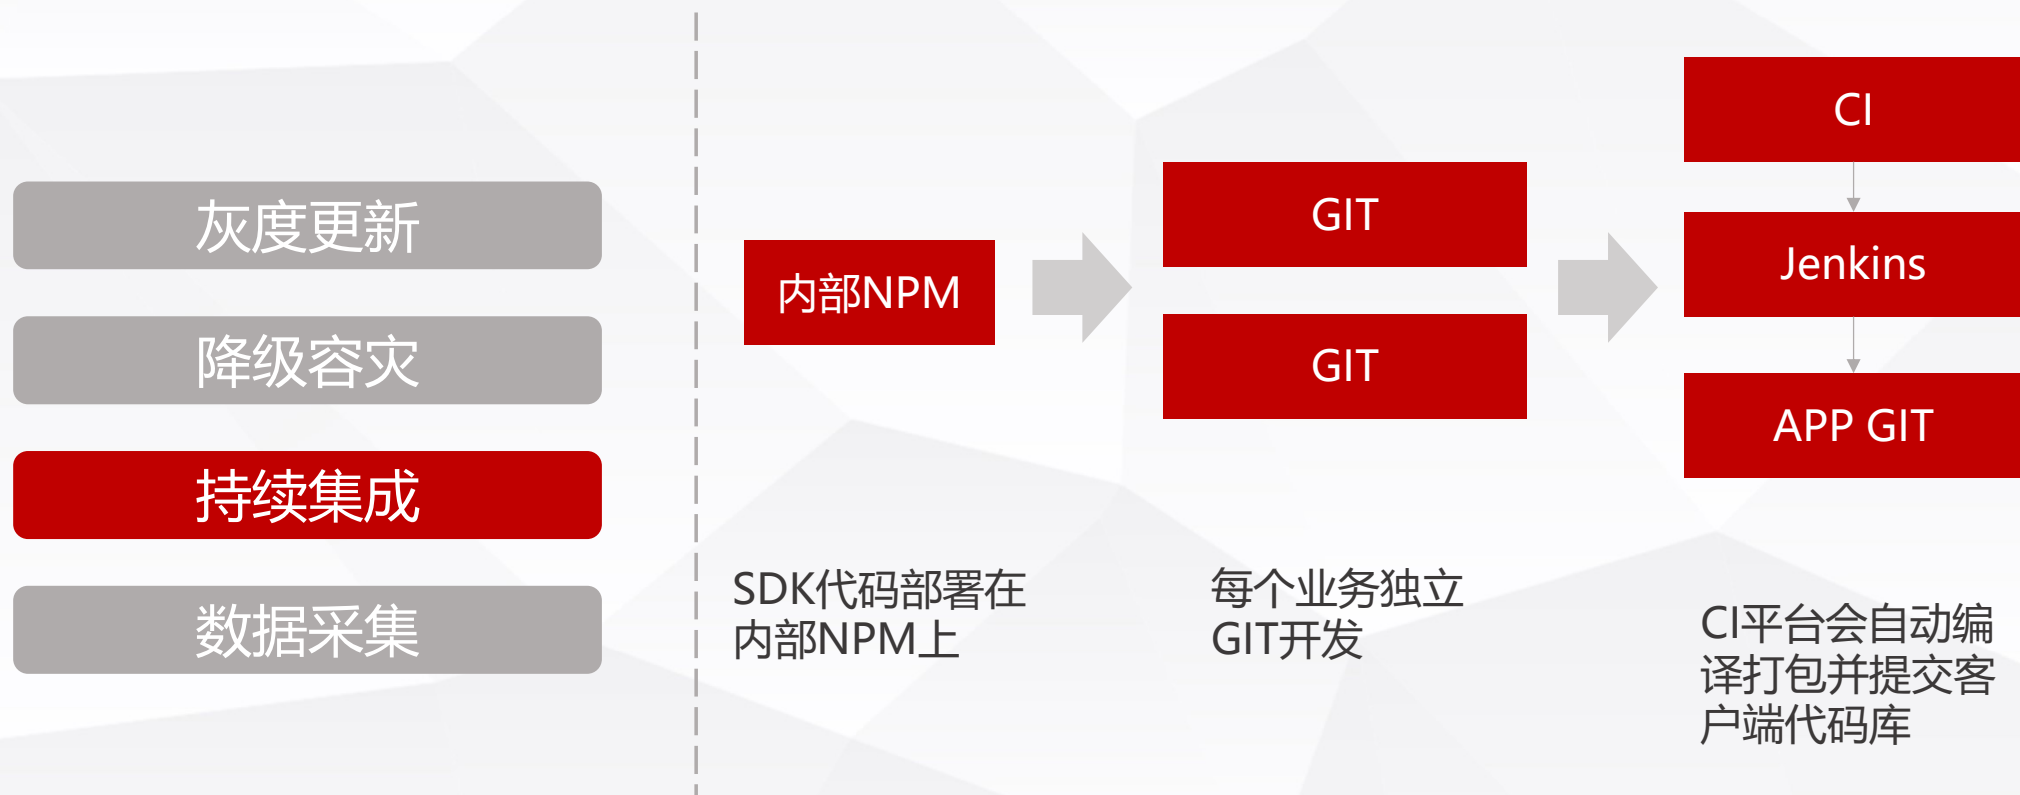 灰度更新
降级容灾
持续集成
数据采集
内部NPM
SDK代码部署在
内部NPM上
GIT
GIT
每个业务独立
GIT开发
CI
Jenkins
APP GIT
CI平台会自动编
译打包并提交客
户端代码库